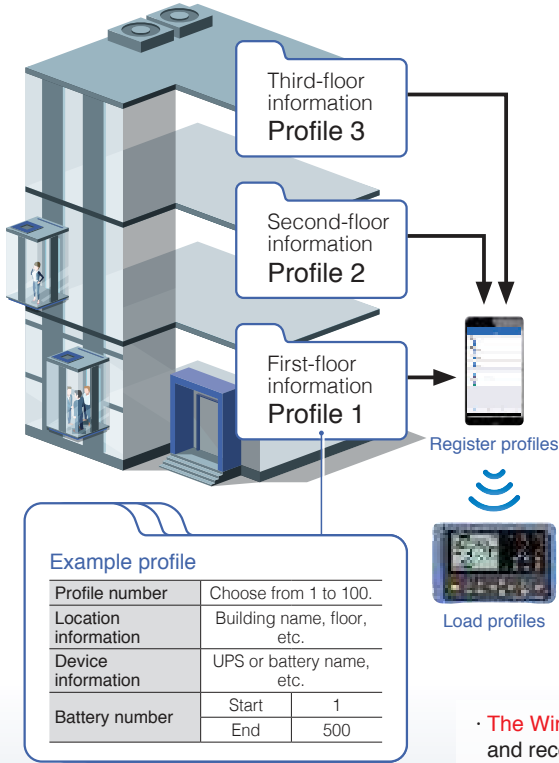 Third-floor
information
Profile 3
Second-floor
information
Profile 2
First-floor
information
Profile 1
Register profiles
Load profiles
Example profile
Profile number Choose from 1 to 100.
Location
information
Building name, floor,
etc.
Device
information
UPS or battery name,
etc.
Battery number
Start 1
End 500
· The Wir
and rec